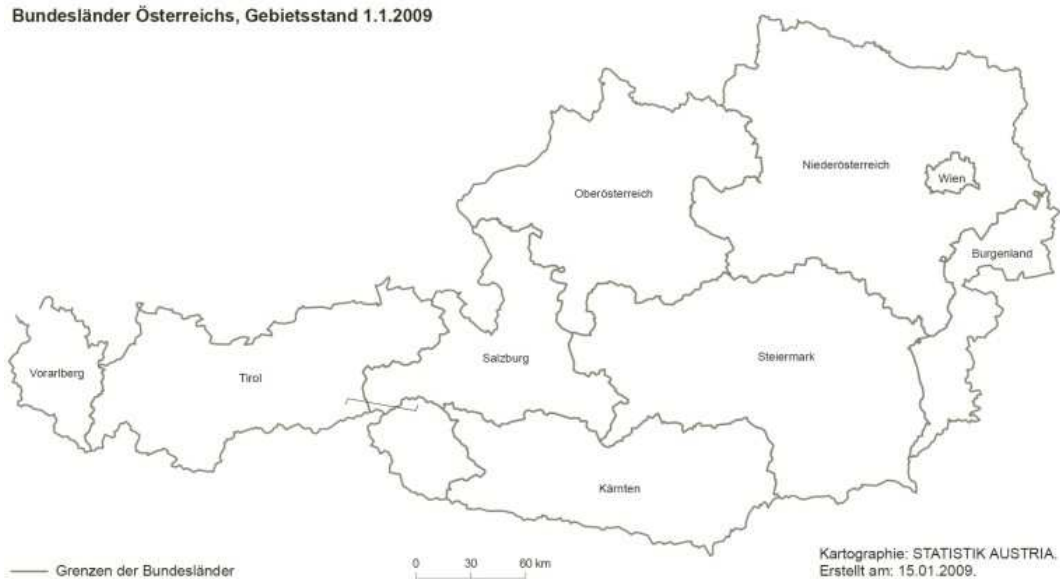 Bundesländer Österreichs, Gebietsstand 1.1.2009
Niederösterreich
Wien
Oberösterreich
Burgenland
Salzburg
Steiermark
Vorarlberg
Tirol
Kärnten
Grenzen der Bundesländer
0 30 60 km
Kartographie: STATISTIK AUSTRIA.
Erstellt am: 15.01.2009.